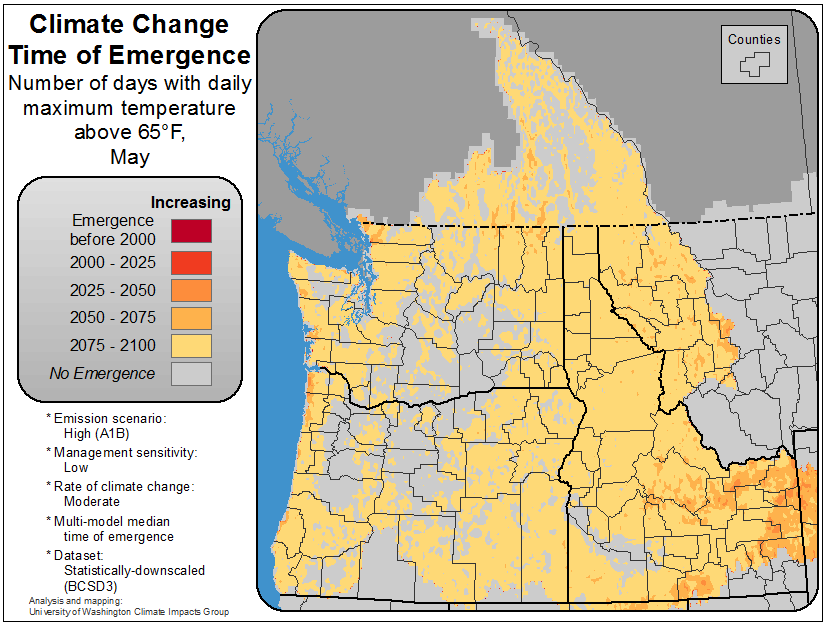 Climate Change
Time of Emergence
Number of days with daily
maximum temperature
above 65°F,
May
Increasing
Emergence
before 2000
2000 - 2025
2025 - 2050
2050 - 2075
2075 - 2100
No Emergence
* Emission scenario:
High (A1B)
* Management sensitivity:
Low
* Rate of climate change:
Moderate
* Multi-model median
time of emergence
* Dataset:
Statistically-downscaled
(BCSD3)
Analysis and mapping:
University of Washington Climate Impacts Group
Counties